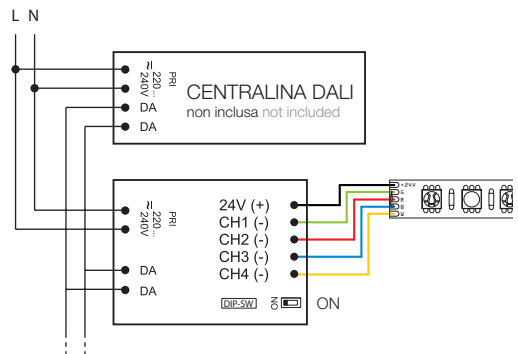 L N
≂ 220...
240V
PRI
DA
DA
CENTRALINA DALI
non inclusa not included
≂ 220...
240V
PRI
DA
DA
24V (+)
CH1 (-)
CH2 (-)
CH3 (-)
CH4 (-)
DIP-SW
ON
ON
+24V
G
R
B
W